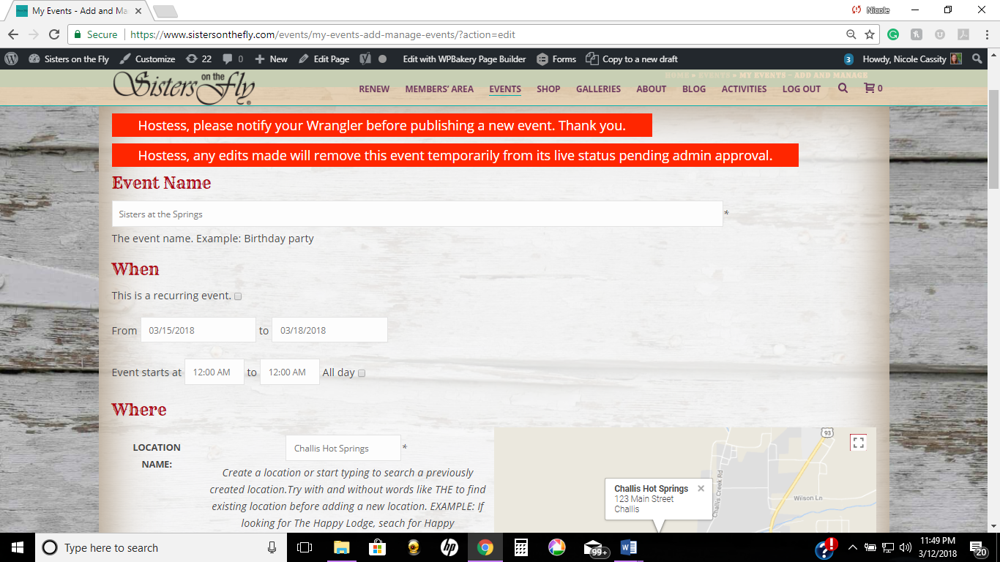 My Events - Add and Ma
Nicole
Secure https://www.sistersonthefly.com/events/my-events-add-manage-events/?action=edit
Sisters on the Fly Customize 22 0 New Edit Page Edit with WPBakery Page Builder Forms Copy to a new draft 3 Howdy, Nicole Cassity
HOME » EVENTS » MY EVENTS – ADD AND MANAGE
Sisters on the Fly
RENEW MEMBERS' AREA EVENTS SHOP GALLERIES ABOUT BLOG ACTIVITIES LOG OUT 0
Hostess, please notify your Wrangler before publishing a new event. Thank you.
Hostess, any edits made will remove this event temporarily from its live status pending admin approval.
Event Name
Sisters at the Springs *
The event name. Example: Birthday party
When
This is a recurring event.
From 03/15/2018 to 03/18/2018
Event starts at 12:00 AM to 12:00 AM All day
Where
LOCATION
NAME:
Challis Hot Springs *
Create a location or start typing to search a previously
created location.Try with and without words like THE to find
existing location before adding a new location. EXAMPLE: If
looking for The Happy Lodge, seach for Happy
93
Challis Creek Rd
Wilson Ln
Challis Hot Springs
123 Main Street
Challis
Type here to search
hp
99+
11:49 PM
3/12/2018
20